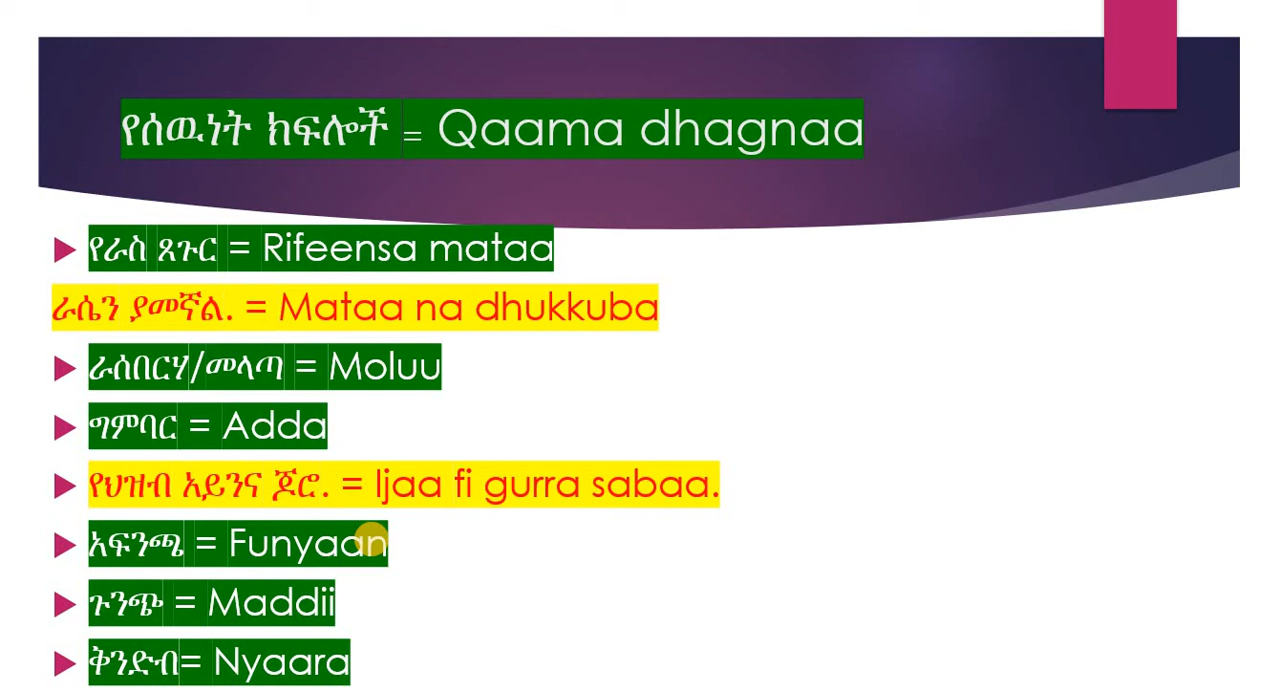 የሰዉነት ክፍሎች = Qaama dhagnaa
የራስ ጸጉር = Rifeensa mataa
ራሴን ያመኛል. = Mataa na dhukkuba
ራሰበርሃ/መላጣ = Moluu
ግምባር = Adda
የህዝብ አይንና ጆሮ. = Ijaa fi gurra sabaa.
አፍንጫ = Funyaan
ጉንጭ = Maddii
ቅንድብ= Nyaara